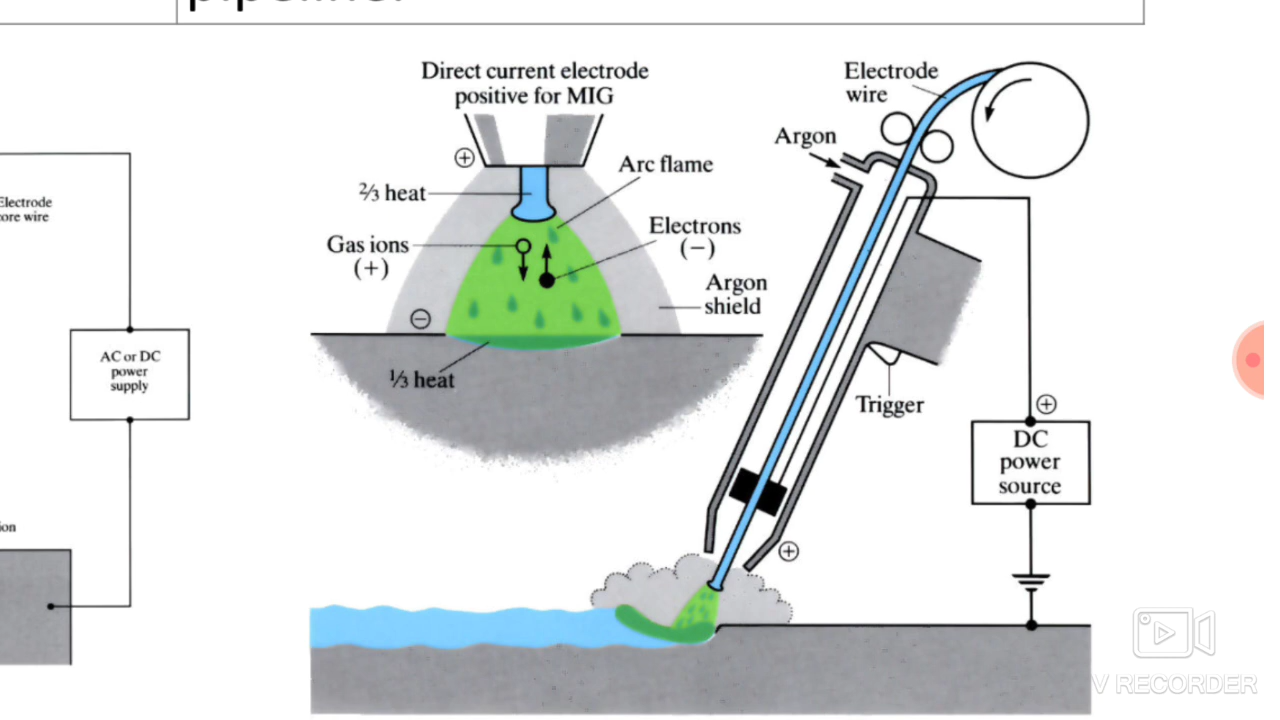 Direct current electrode
positive for MIG
⊕
⅔ heat
Gas ions
(+)
⊖
⅓ heat
Arc flame
Electrons
(−)
Argon
shield
Electrode
wire
Argon
Trigger
⊕
DC
power
source
⊕
Electrode
core wire
AC or DC
power
supply
V RECORDER